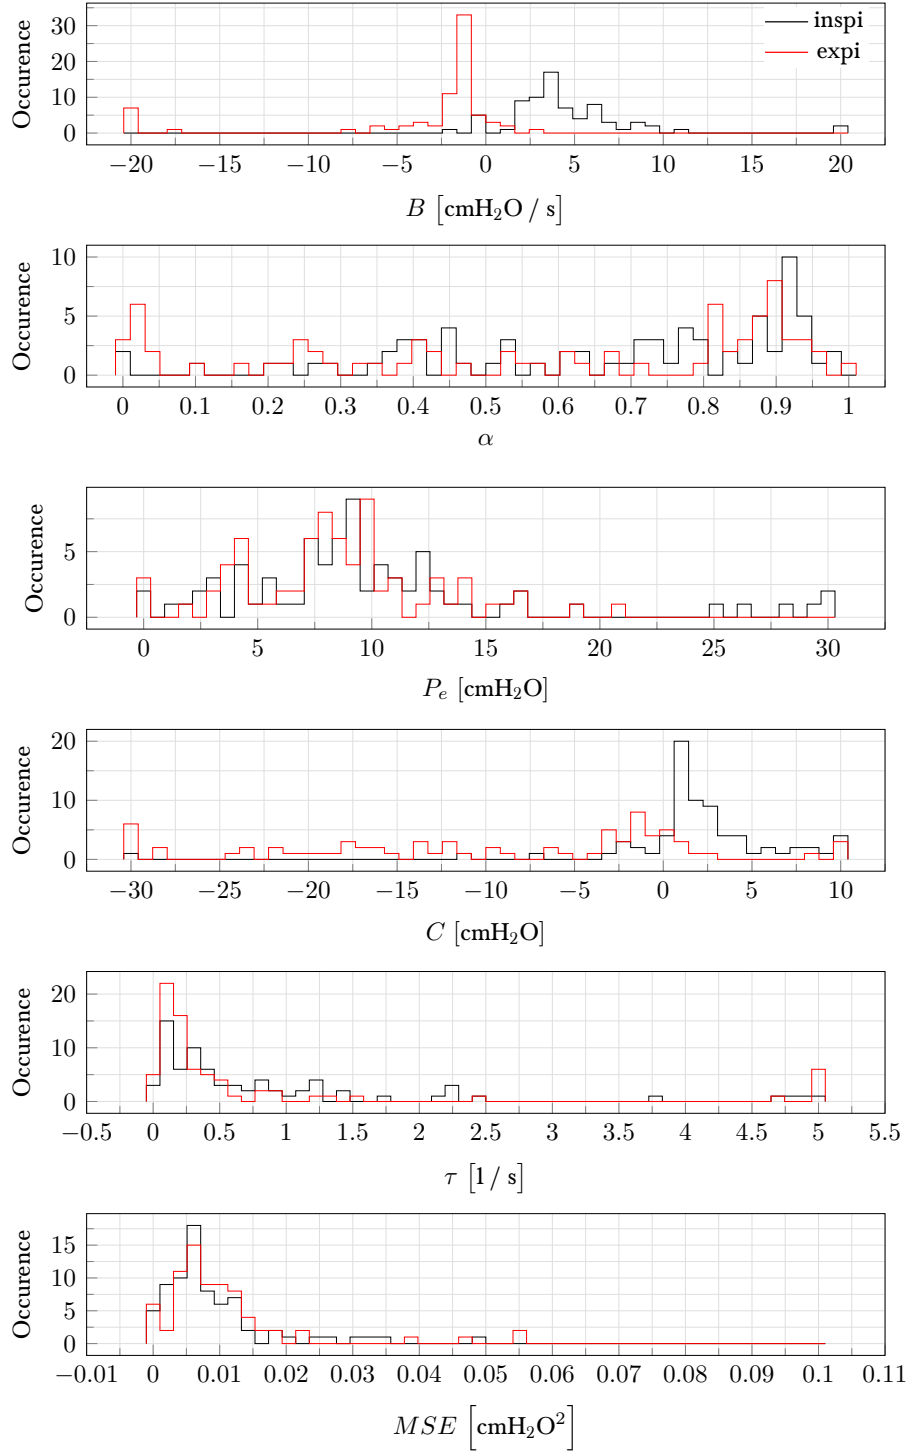 inspi
expi
Occurence
30
20
10
0
−20 −15 −10 −5 0 5 10 15 20
B [cmH₂O / s]
Occurence
10
5
0
0 0.1 0.2 0.3 0.4 0.5 0.6 0.7 0.8 0.9 1
α
Occurence
5
0
0 5 10 15 20 25 30
Pₑ [cmH₂O]
Occurence
20
10
0
−30 −25 −20 −15 −10 −5 0 5 10
C [cmH₂O]
Occurence
20
10
0
−0.5 0 0.5 1 1.5 2 2.5 3 3.5 4 4.5 5 5.5
τ [1 / s]
Occurence
15
10
5
0
−0.01 0 0.01 0.02 0.03 0.04 0.05 0.06 0.07 0.08 0.09 0.1 0.11
MSE [cmH₂O²]